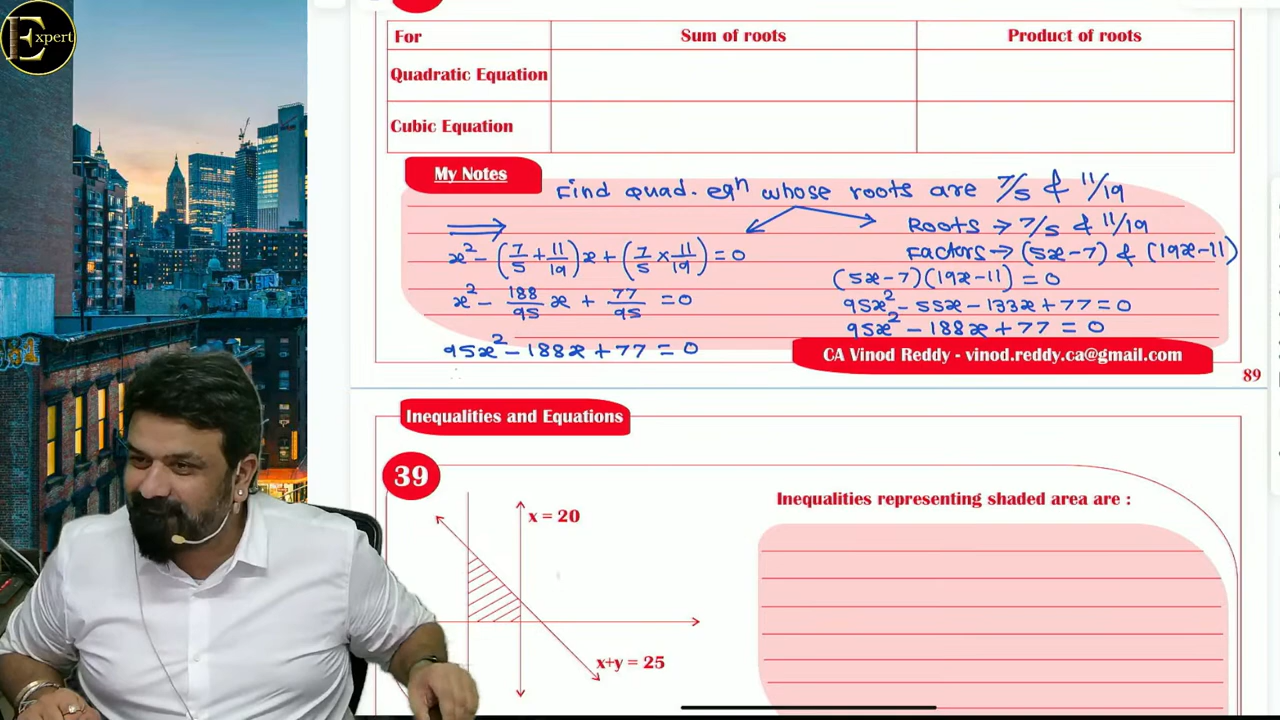 Expert
For Sum of roots Product of roots
Quadratic Equation
Cubic Equation
My Notes
Find quad. eqn whose roots are 7/5 & 11/19
Roots → 7/5 & 11/19
Factors → (5x-7) & (19x-11)
(5x-7)(19x-11) = 0
95x² - 55x - 133x + 77 = 0
95x² - 188x + 77 = 0
x² - (7/5 + 11/19)x + (7/5 × 11/19) = 0
x² - 188/95 x + 77/95 = 0
95x² - 188x + 77 = 0
CA Vinod Reddy - vinod.reddy.ca@gmail.com
89
Inequalities and Equations
39
Inequalities representing shaded area are :
x = 20
x+y = 25